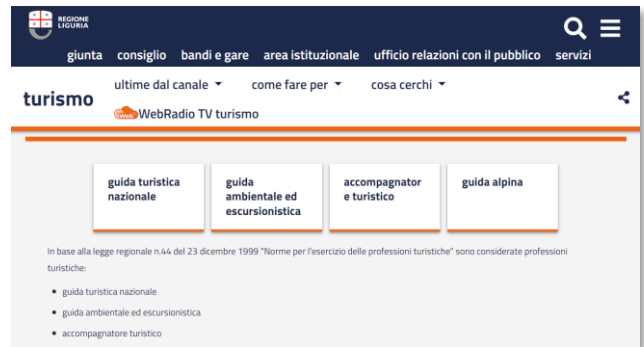 REGIONE
LIGURIA
giunta consiglio bandi e gare area istituzionale ufficio relazioni con il pubblico servizi
turismo
ultime dal canale come fare per cosa cerchi
Web WebRadio TV turismo
guida turistica
nazionale
guida
ambientale ed
escursionistica
accompagnator
e turistico
guida alpina
In base alla legge regionale n.44 del 23 dicembre 1999 "Norme per l'esercizio delle professioni turistiche" sono considerate professioni
turistiche:
• guida turistica nazionale
• guida ambientale ed escursionistica
• accompagnatore turistico